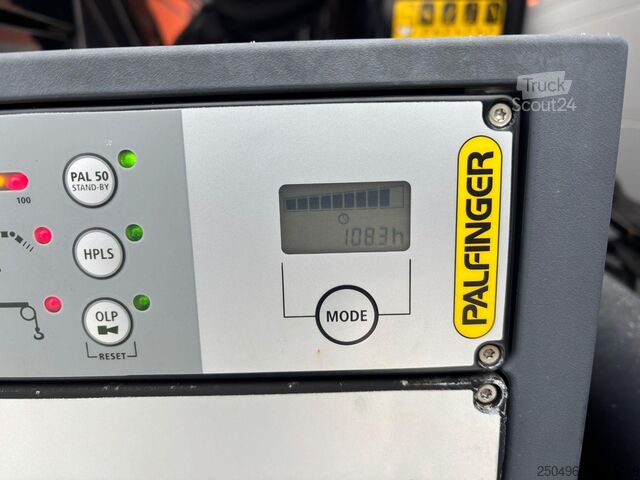 Truck
Scout24
PAL 50
STAND-BY
100
HPLS
OLP
RESET
1083h
MODE
PALFINGER
250496